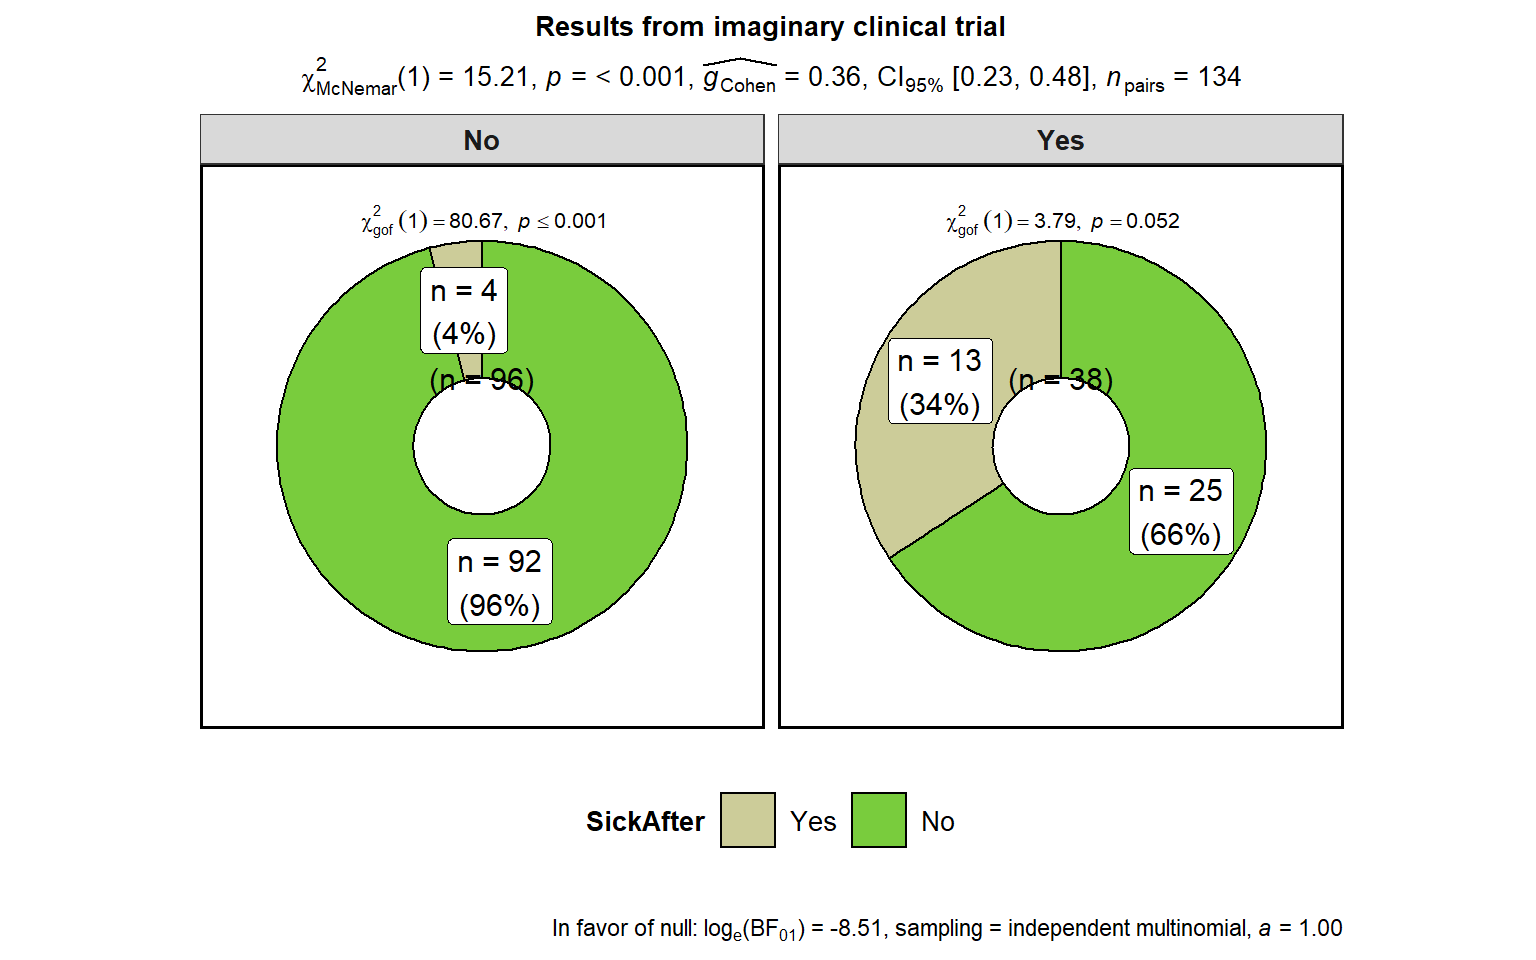 Results from imaginary clinical trial
χ²McNemar(1) = 15.21, p = < 0.001, ĝCohen = 0.36, CI95% [0.23, 0.48], npairs = 134
No
Yes
χ²gof (1) = 80.67, p ≤ 0.001
χ²gof (1) = 3.79, p = 0.052
n = 4
(4%)
(n = 96)
n = 92
(96%)
n = 13
(34%)
(n = 38)
n = 25
(66%)
SickAfter Yes No
In favor of null: loge(BF01) = -8.51, sampling = independent multinomial, a = 1.00